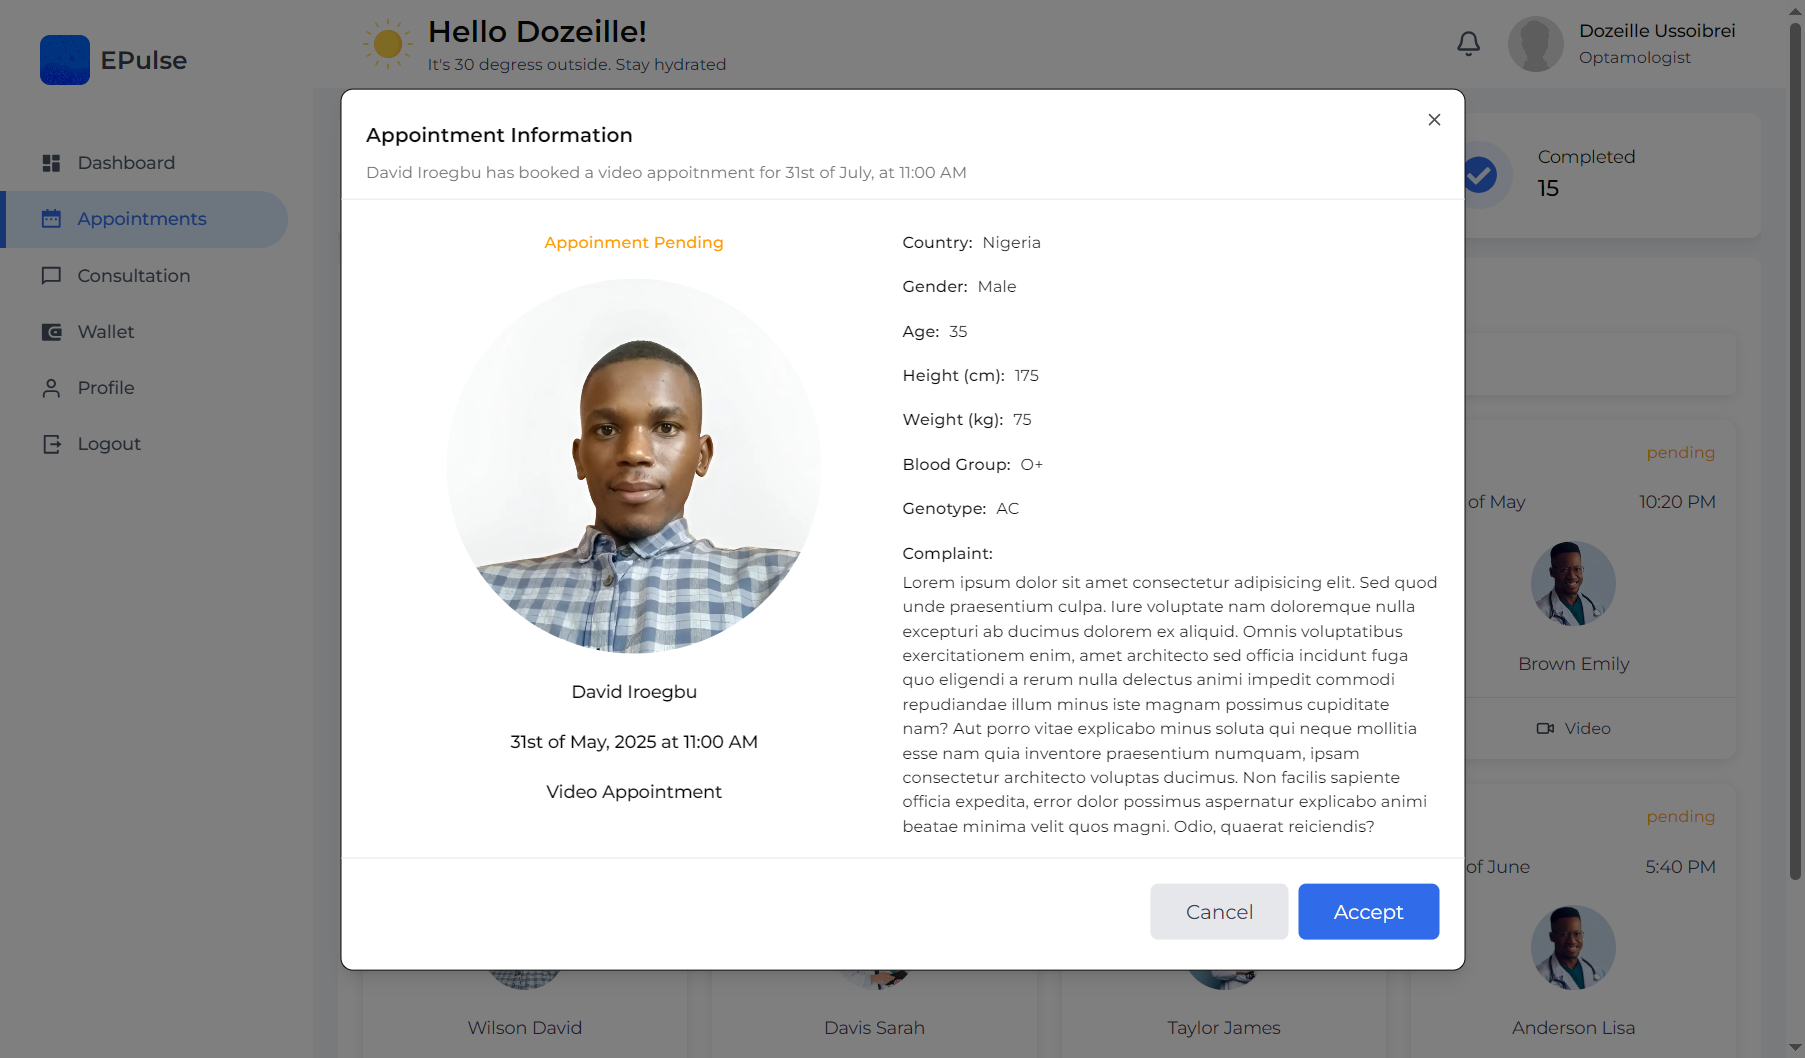 EPulse
Hello Dozeille!
It's 30 degress outside. Stay hydrated
Dozeille Ussoibrei
Optamologist
Dashboard
Appointments
Consultation
Wallet
Profile
Logout
Completed
15
Appointment Information
David Iroegbu has booked a video appoitnment for 31st of July, at 11:00 AM
Appoinment Pending
David Iroegbu
31st of May, 2025 at 11:00 AM
Video Appointment
Country: Nigeria
Gender: Male
Age: 35
Height (cm): 175
Weight (kg): 75
Blood Group: O+
Genotype: AC
Complaint:
Lorem ipsum dolor sit amet consectetur adipisicing elit. Sed quod
unde praesentium culpa. Iure voluptate nam doloremque nulla
excepturi ab ducimus dolorem ex aliquid. Omnis voluptatibus
exercitationem enim, amet architecto sed officia incidunt fuga
quo eligendi a rerum nulla delectus animi impedit commodi
repudiandae illum minus iste magnam possimus cupiditate
nam? Aut porro vitae explicabo minus soluta qui neque mollitia
esse nam quia inventore praesentium numquam, ipsam
consectetur architecto voluptas ducimus. Non facilis sapiente
officia expedita, error dolor possimus aspernatur explicabo animi
beatae minima velit quos magni. Odio, quaerat reiciendis?
Cancel
Accept
pending
of May 10:20 PM
Brown Emily
Video
pending
of June 5:40 PM
Wilson David
Davis Sarah
Taylor James
Anderson Lisa